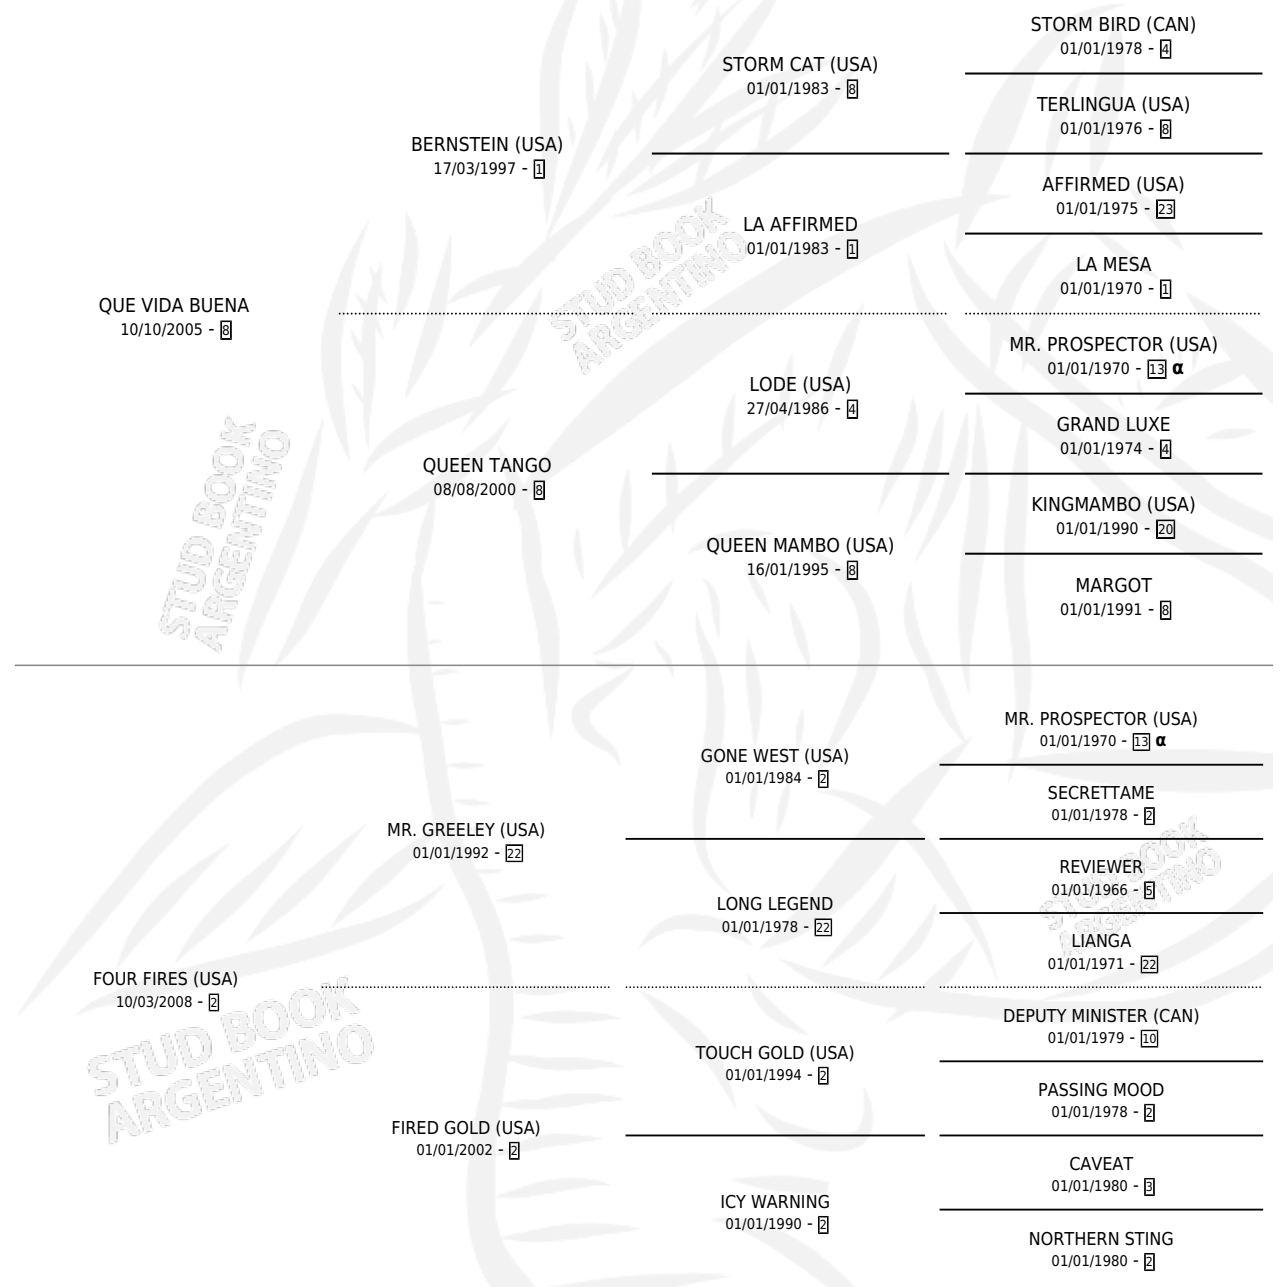 STORM BIRD (CAN)
01/01/1978 - 4
STORM CAT (USA)
01/01/1983 - 8
TERLINGUA (USA)
01/01/1976 - 8
BERNSTEIN (USA)
17/03/1997 - 1
AFFIRMED (USA)
01/01/1975 - 23
LA AFFIRMED
01/01/1983 - 1
LA MESA
01/01/1970 - 1
QUE VIDA BUENA
10/10/2005 - 8
MR. PROSPECTOR (USA)
01/01/1970 - 13 α
LODE (USA)
27/04/1986 - 4
GRAND LUXE
01/01/1974 - 4
QUEEN TANGO
08/08/2000 - 8
KINGMAMBO (USA)
01/01/1990 - 20
QUEEN MAMBO (USA)
16/01/1995 - 8
MARGOT
01/01/1991 - 8
MR. PROSPECTOR (USA)
01/01/1970 - 13 α
GONE WEST (USA)
01/01/1984 - 2
SECRETTAME
01/01/1978 - 2
MR. GREELEY (USA)
01/01/1992 - 22
REVIEWER
01/01/1966 - 5
LONG LEGEND
01/01/1978 - 22
LIANGA
01/01/1971 - 22
FOUR FIRES (USA)
10/03/2008 - 2
DEPUTY MINISTER (CAN)
01/01/1979 - 10
TOUCH GOLD (USA)
01/01/1994 - 2
PASSING MOOD
01/01/1978 - 2
FIRED GOLD (USA)
01/01/2002 - 2
CAVEAT
01/01/1980 - 3
ICY WARNING
01/01/1990 - 2
NORTHERN STING
01/01/1980 - 2
STUD BOOK
ARGENTINO
STUD BOOK
ARGENTINO
STUD BOOK
ARGENTINO
STUD BOOK
ARGENTINO